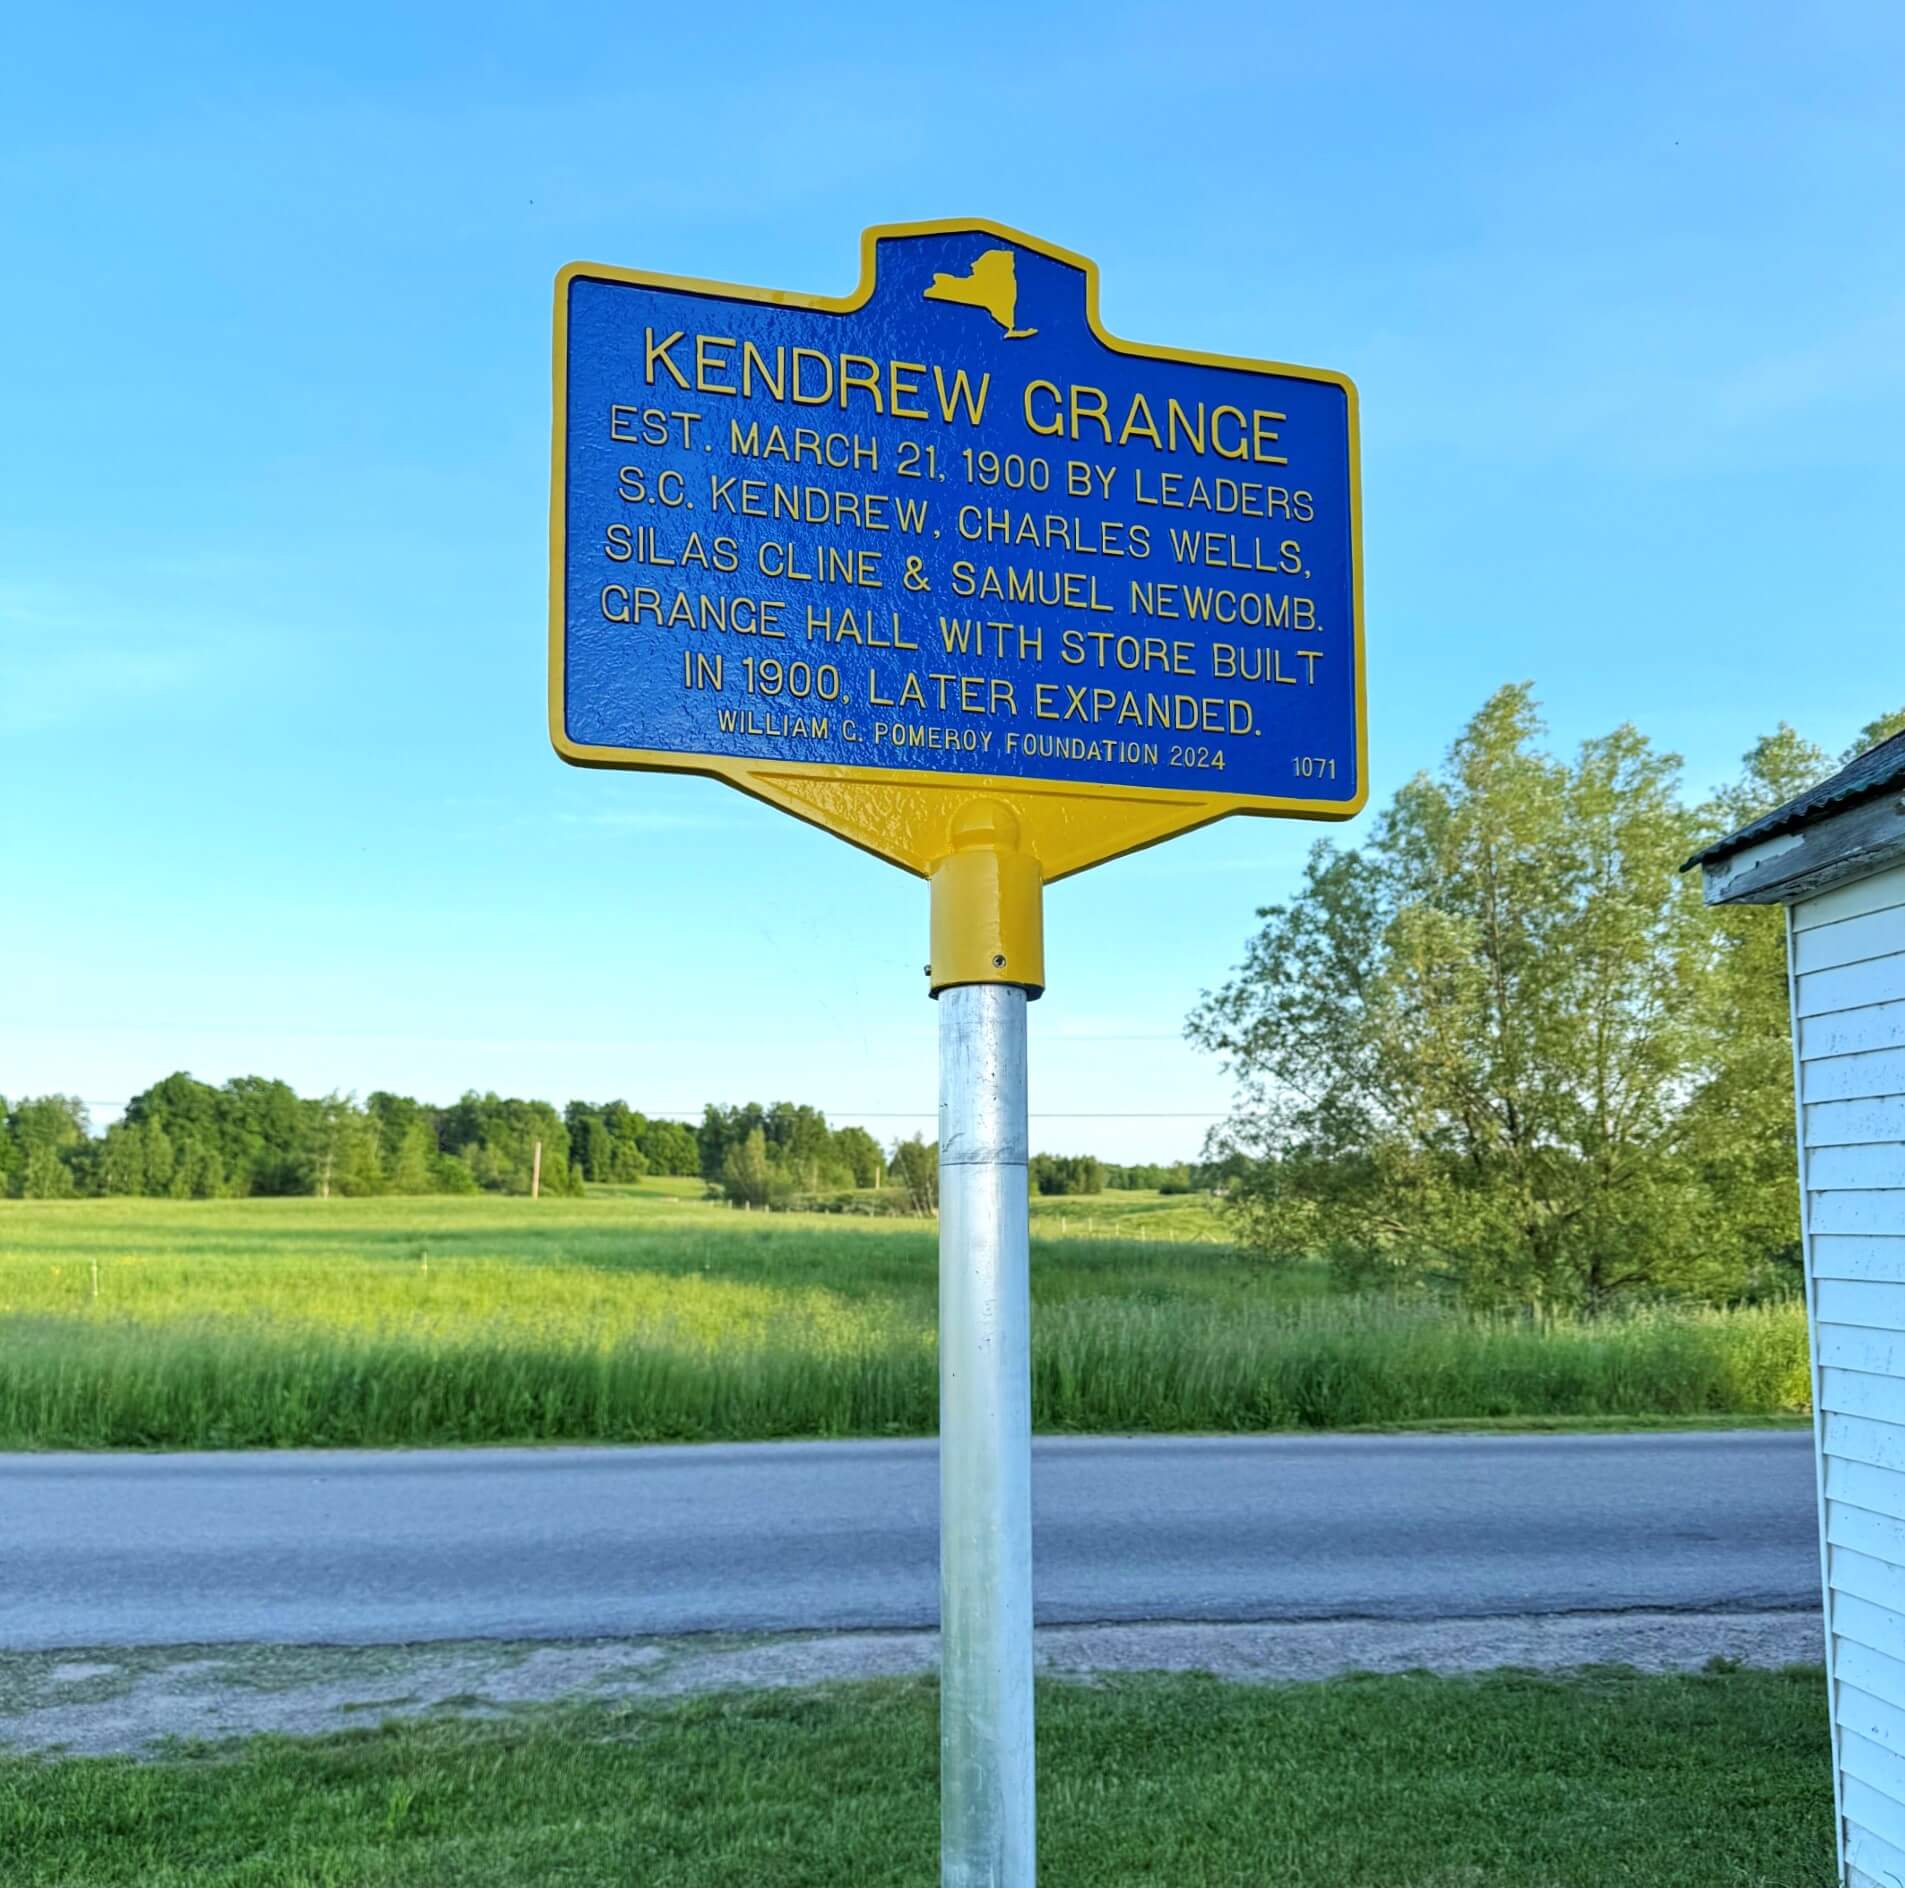 KENDREW GRANGE
EST. MARCH 21, 1900 BY LEADERS
S.C. KENDREW, CHARLES WELLS,
SILAS CLINE & SAMUEL NEWCOMB.
GRANGE HALL WITH STORE BUILT
IN 1900, LATER EXPANDED.
WILLIAM G. POMEROY FOUNDATION 2024 1071